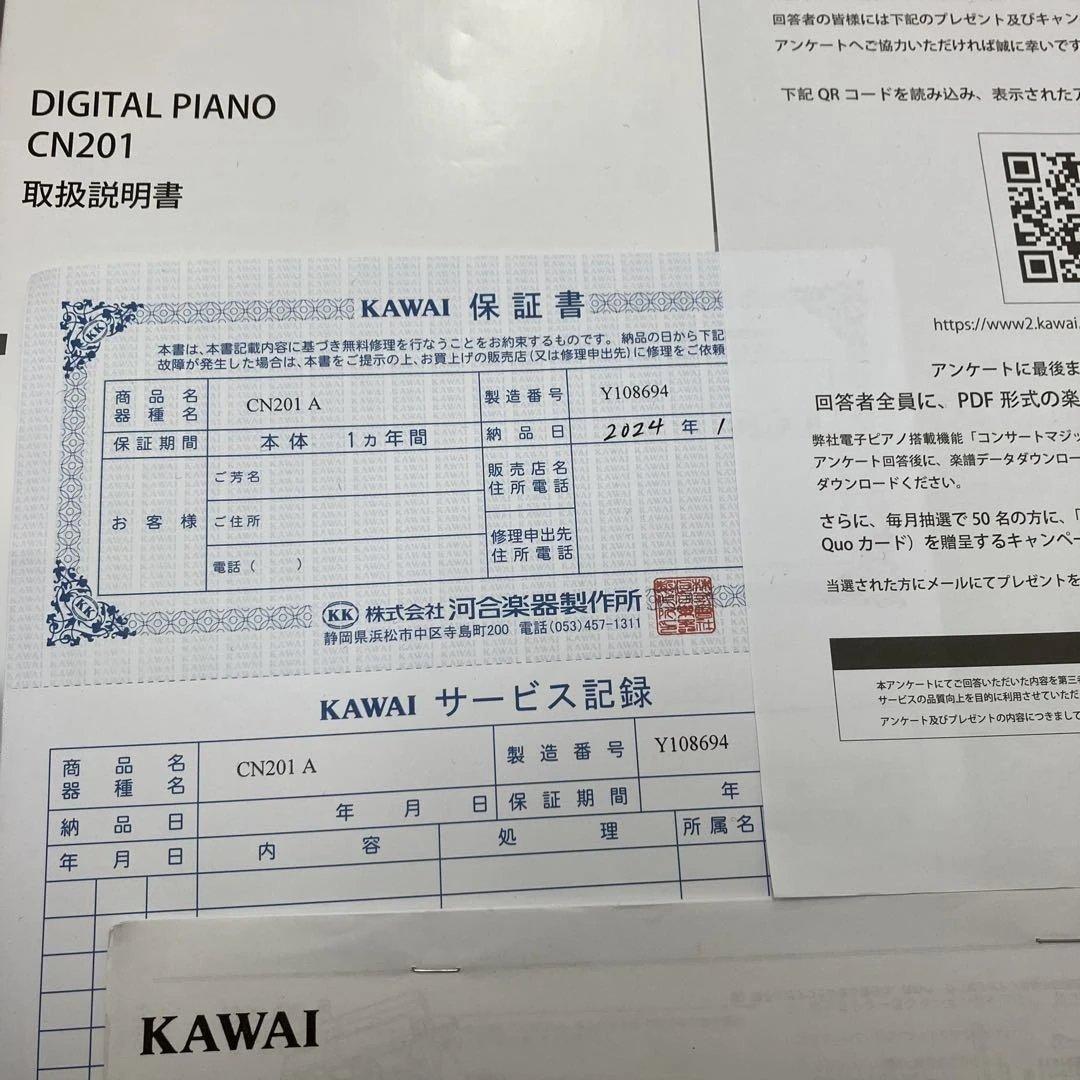 DIGITAL PIANO
CN201
取扱説明書
回答者の皆様には下記のプレゼント及びキャン
アンケートへご協力いただければ誠に幸いです
下記 QR コードを読み込み、表示された
https://www2.kawai.
アンケートに最後ま
回答者全員に、PDF 形式の楽
弊社電子ピアノ搭載機能「コンサートマジッ
アンケート回答後に、楽譜データダウンロー
ダウンロードください。
さらに、毎月抽選で 50 名の方に、「
Quo カード）を贈呈するキャンペー
当選された方にメールにてプレゼントを
本アンケートにてご回答いただいた内容を第三者
サービスの品質向上を目的に利用させていただ
アンケート及びプレゼントの内容につきまして
KAWAI 保証書
本書は、本書記載内容に基づき無料修理を行なうことをお約束するものです。納品の日から下記
故障が発生した場合は、本書をご提示の上、お買上げの販売店（又は修理申出先）に修理をご依頼
商品名
器種名
CN201 A
製造番号
Y108694
保証期間
本体 1ヵ年間
納品日
2024 年 1
お客様
ご芳名
ご住所
電話（ ）
販売店名
住所電話
修理申出先
住所電話
KK 株式会社 河合楽器製作所
静岡県浜松市中区寺島町200 電話(053)457-1311
KAWAI サービス記録
商品名
器種名
CN201 A
製造番号
Y108694
納品日
年 月 日
保証期間
年
年月日
内容
処理
所属名
KAWAI